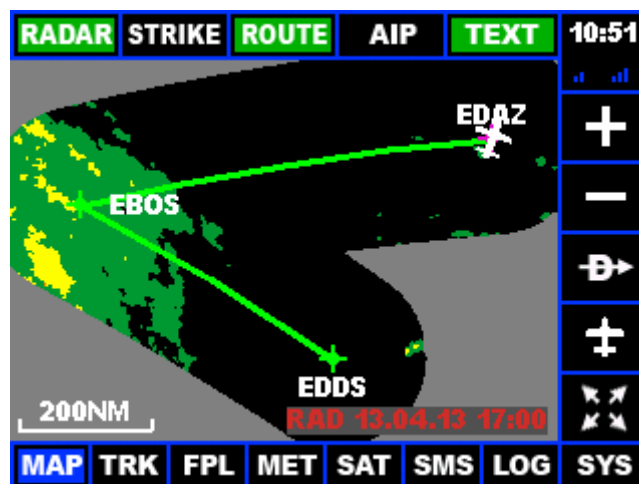 RADAR STRIKE ROUTE AIP TEXT 10:51
EDAZ
EBOS
EDDS
200NM
RAD 13.04.13 17:00
D
MAP TRK FPL MET SAT SMS LOG SYS